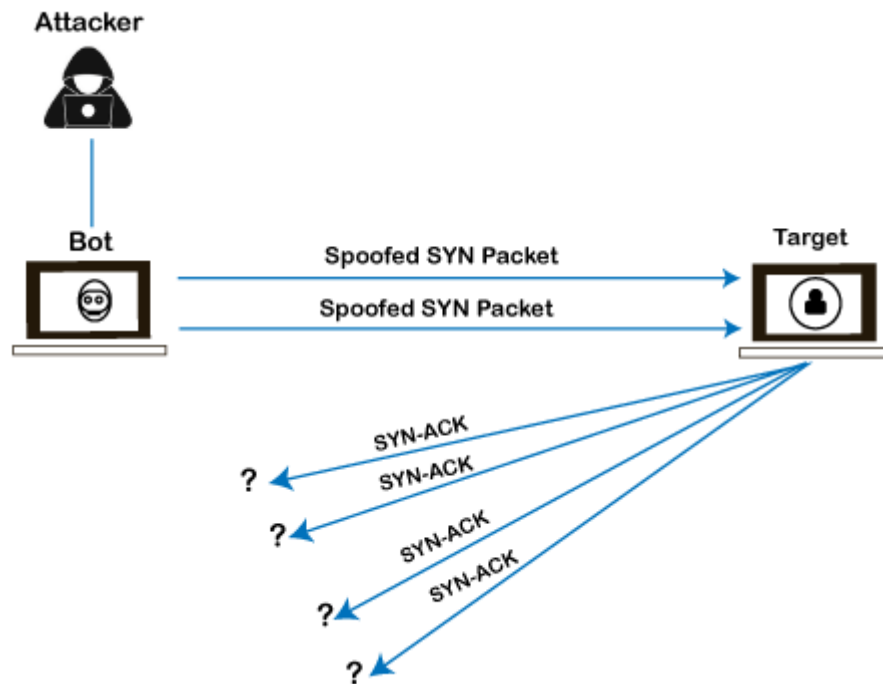 Attacker
Bot
Target
Spoofed SYN Packet
Spoofed SYN Packet
SYN-ACK
SYN-ACK
SYN-ACK
SYN-ACK
?
?
?
?